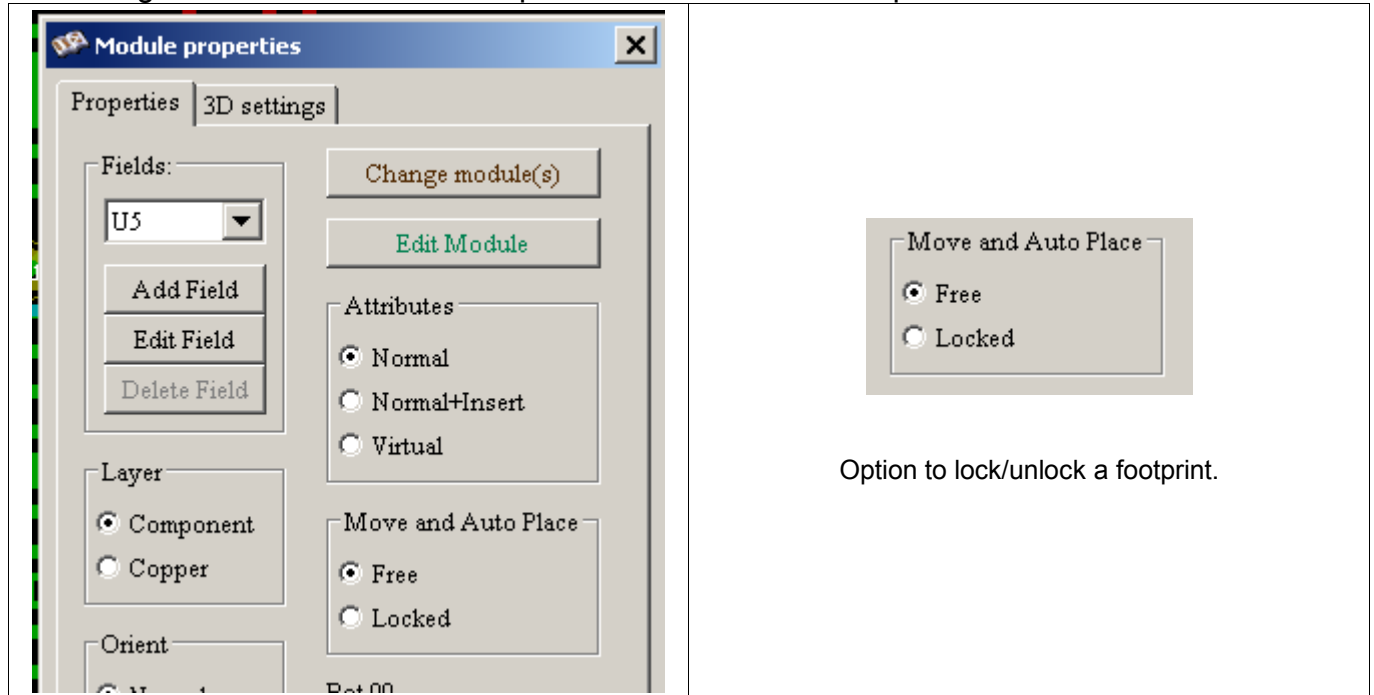 Module properties
Properties 3D settings
Fields:
U5
Add Field
Edit Field
Delete Field
Layer
Component
Copper
Orient
Change module(s)
Edit Module
Attributes
Normal
Normal+Insert
Virtual
Move and Auto Place
Free
Locked
Move and Auto Place
Free
Locked
Option to lock/unlock a footprint.